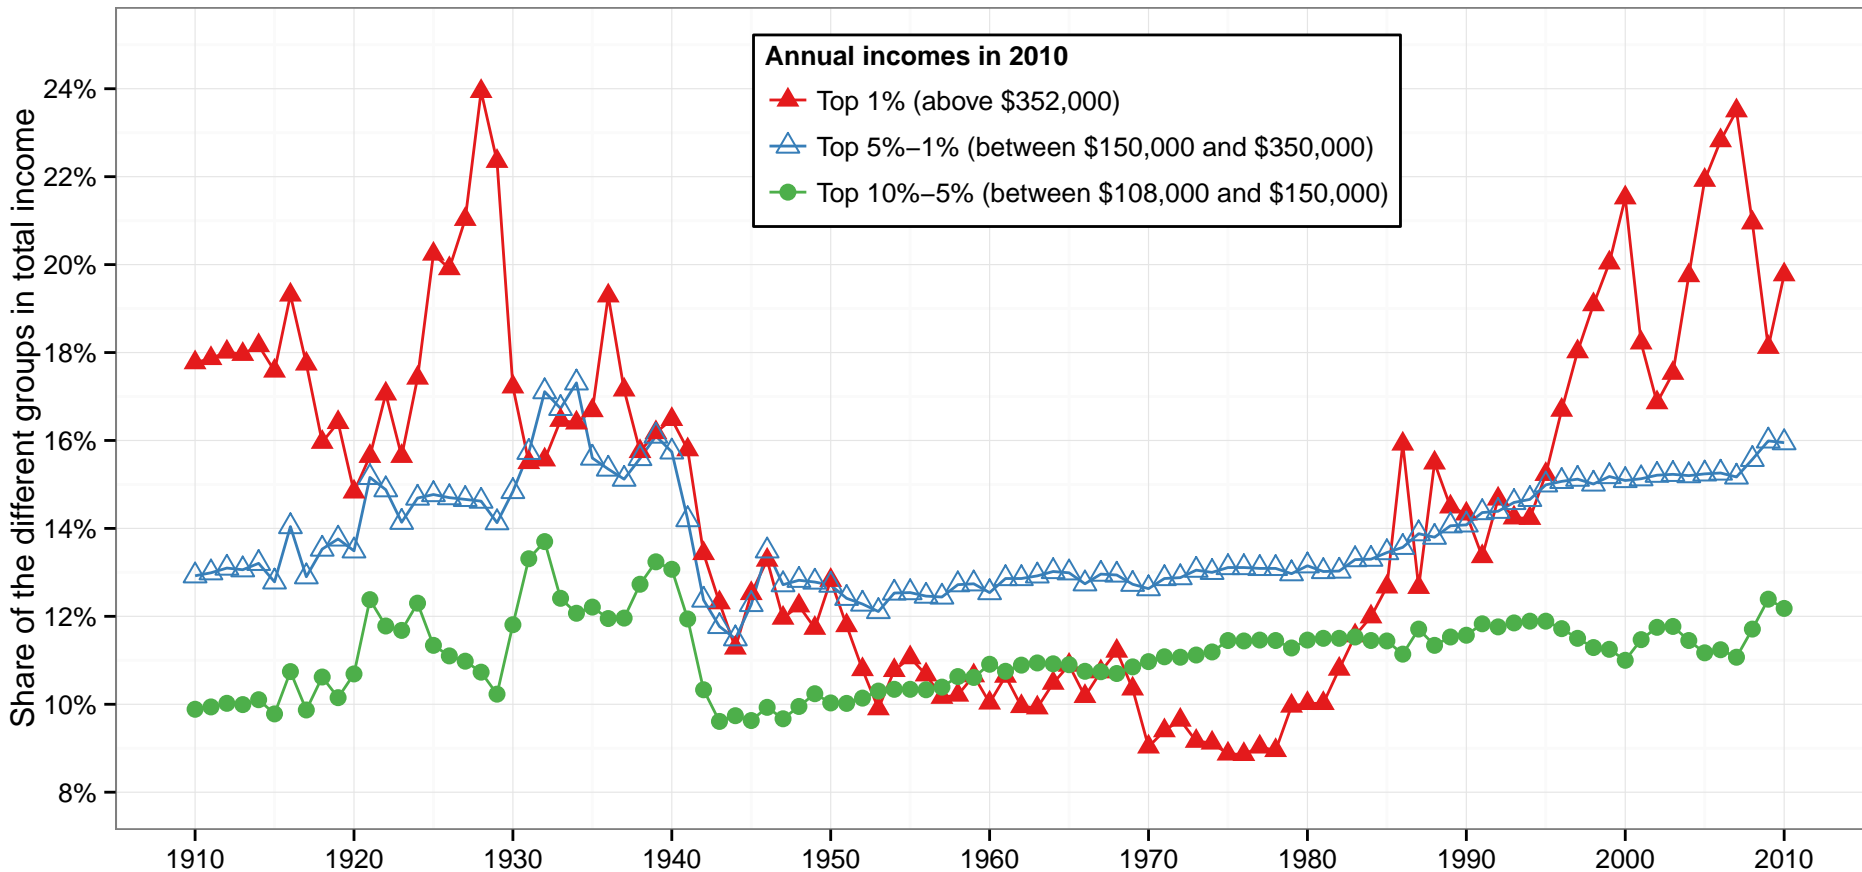 Share of the different groups in total income
24%
22%
20%
18%
16%
14%
12%
10%
8%
Annual incomes in 2010
Top 1% (above $352,000)
Top 5%−1% (between $150,000 and $350,000)
Top 10%−5% (between $108,000 and $150,000)
1910 1920 1930 1940 1950 1960 1970 1980 1990 2000 2010